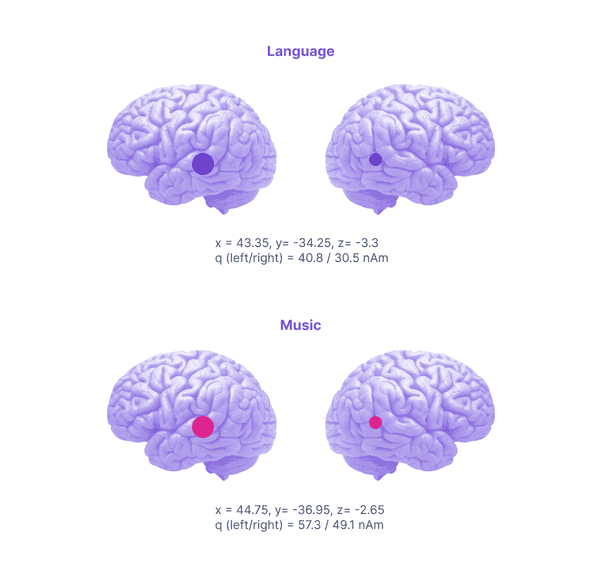 Language
x = 43.35, y= -34.25, z= -3.3
q (left/right) = 40.8 / 30.5 nAm
Music
x = 44.75, y= -36.95, z= -2.65
q (left/right) = 57.3 / 49.1 nAm